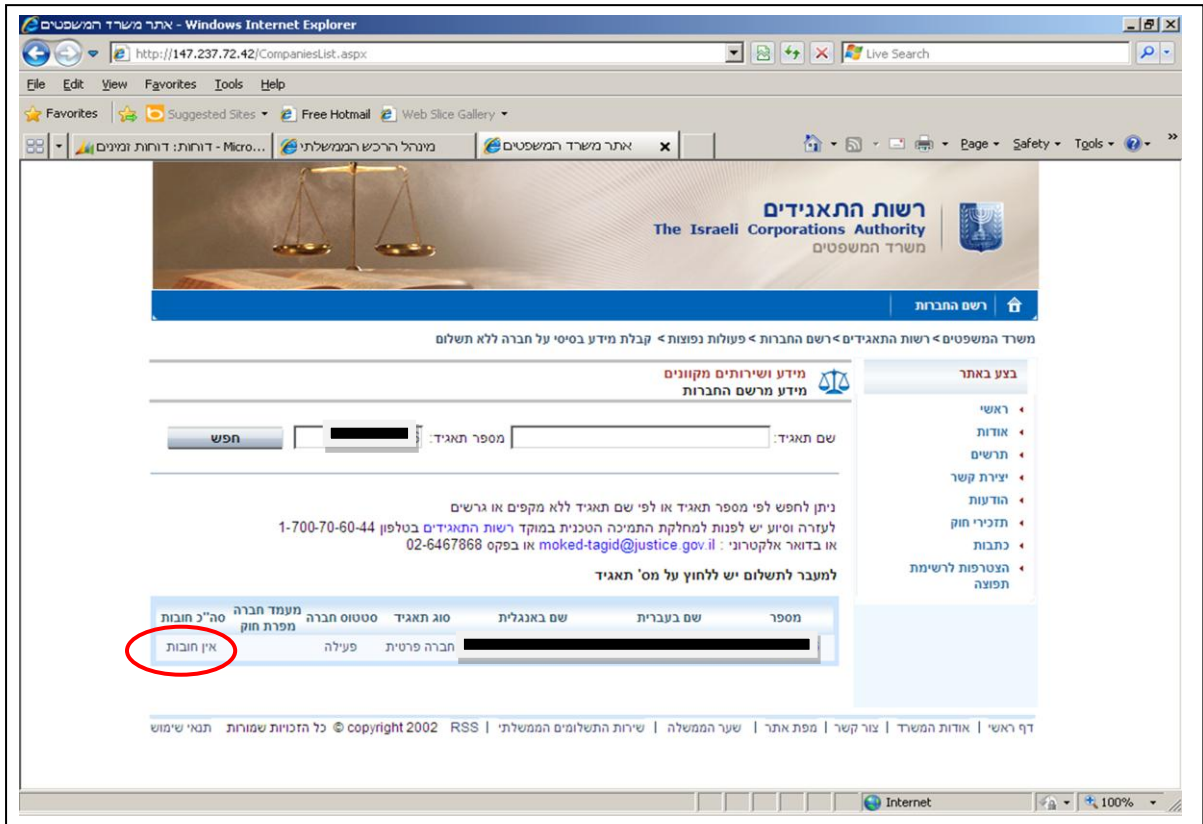 אתר משרד המשפטים - Windows Internet Explorer
http://147.237.72.42/CompaniesList.aspx
Live Search
File Edit View Favorites Tools Help
Favorites Suggested Sites Free Hotmail Web Slice Gallery
דוחות: דוחות זמינים - Micro...
מינהל הרכש הממשלתי
אתר משרד המשפטים
Page Safety Tools
רשות התאגידים
The Israeli Corporations Authority
משרד המשפטים
רשם החברות
משרד המשפטים > רשות התאגידים > רשם החברות > פעולות נפוצות > קבלת מידע בסיסי על חברה ללא תשלום
בצע באתר
ראשי
אודות
תרשים
יצירת קשר
הודעות
תזכירי חוק
כתבות
הצטרפות לרשימת
תפוצה
מידע ושירותים מקוונים
מידע מרשם החברות
שם תאגיד: מספר תאגיד: חפש
ניתן לחפש לפי מספר תאגיד או לפי שם תאגיד ללא מקפים או גרשים
לעזרה וסיוע יש לפנות למחלקת התמיכה הטכנית במוקד רשות התאגידים בטלפון 1-700-70-60-44
או בדואר אלקטרוני : moked-tagid@justice.gov.il או בפקס 02-6467868
למעבר לתשלום יש ללחוץ על מס' תאגיד
מספר שם בעברית שם באנגלית סוג תאגיד סטטוס חברה מעמד חברה מפרת חוק סה"כ חובות
חברה פרטית פעילה אין חובות
דף ראשי | אודות המשרד | צור קשר | מפת אתר | שער הממשלה | שירות התשלומים הממשלתי | RSS copyright 2002 © כל הזכויות שמורות תנאי שימוש
Internet 100%